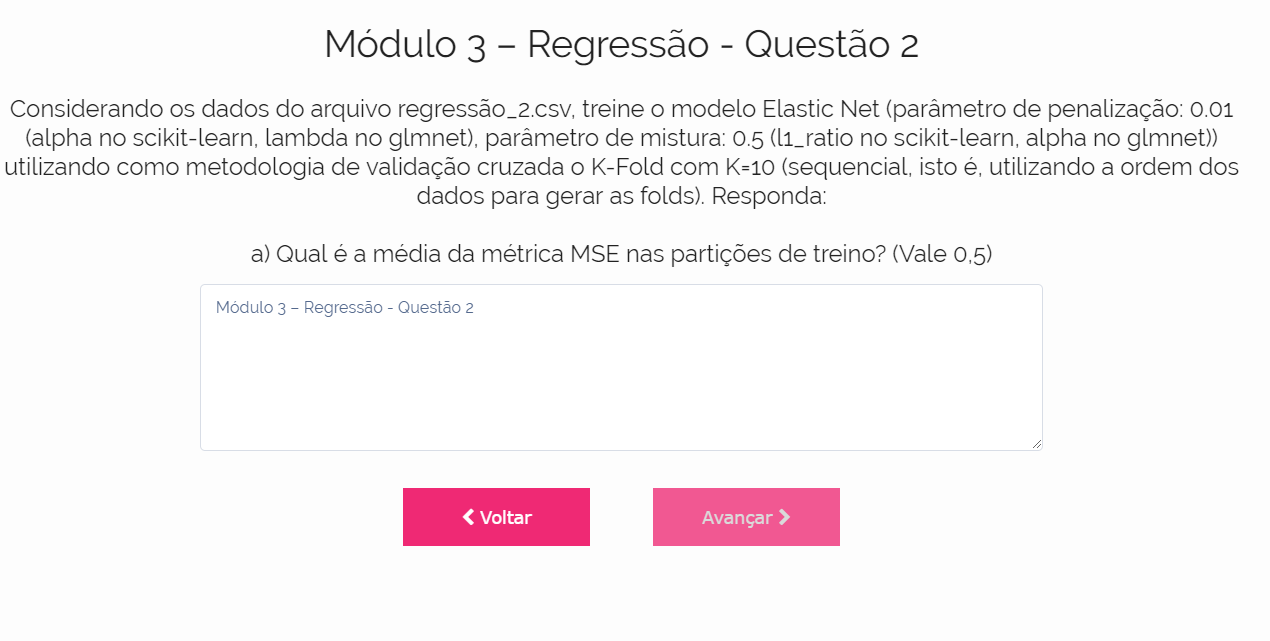 Módulo 3 – Regressão - Questão 2
Considerando os dados do arquivo regressão_2.csv, treine o modelo Elastic Net (parâmetro de penalização: 0.01
(alpha no scikit-learn, lambda no glmnet), parâmetro de mistura: 0.5 (l1_ratio no scikit-learn, alpha no glmnet))
utilizando como metodologia de validação cruzada o K-Fold com K=10 (sequencial, isto é, utilizando a ordem dos
dados para gerar as folds). Responda:
a) Qual é a média da métrica MSE nas partições de treino? (Vale 0,5)
Módulo 3 – Regressão - Questão 2
Voltar
Avançar